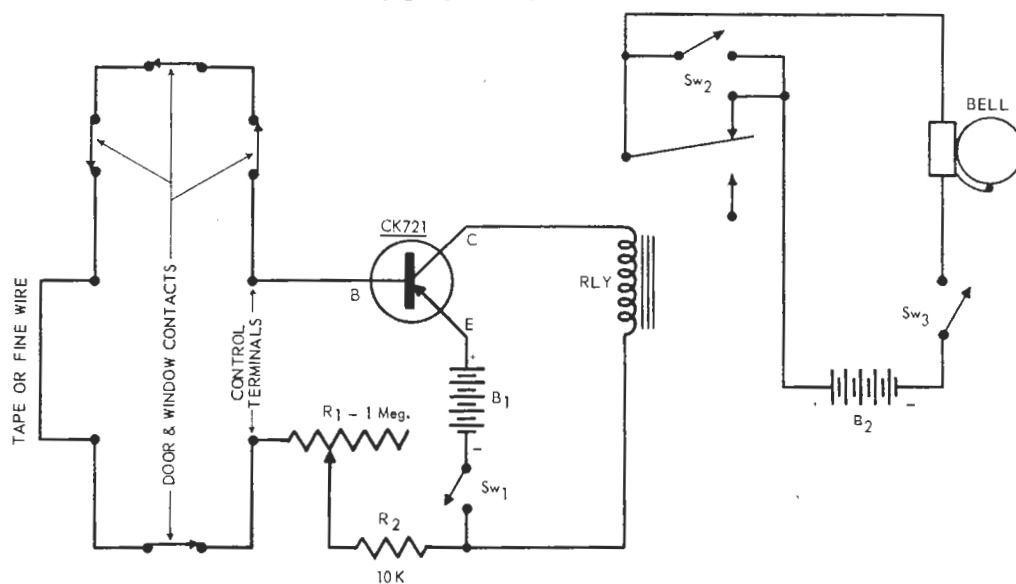 Sw2
BELL
CK721
C
B
E
RLY
TAPE OR FINE WIRE
DOOR & WINDOW CONTACTS
CONTROL
TERMINALS
Sw3
+
B1
R1 - 1 Meg.
-
B2
-
Sw1
R2
10K